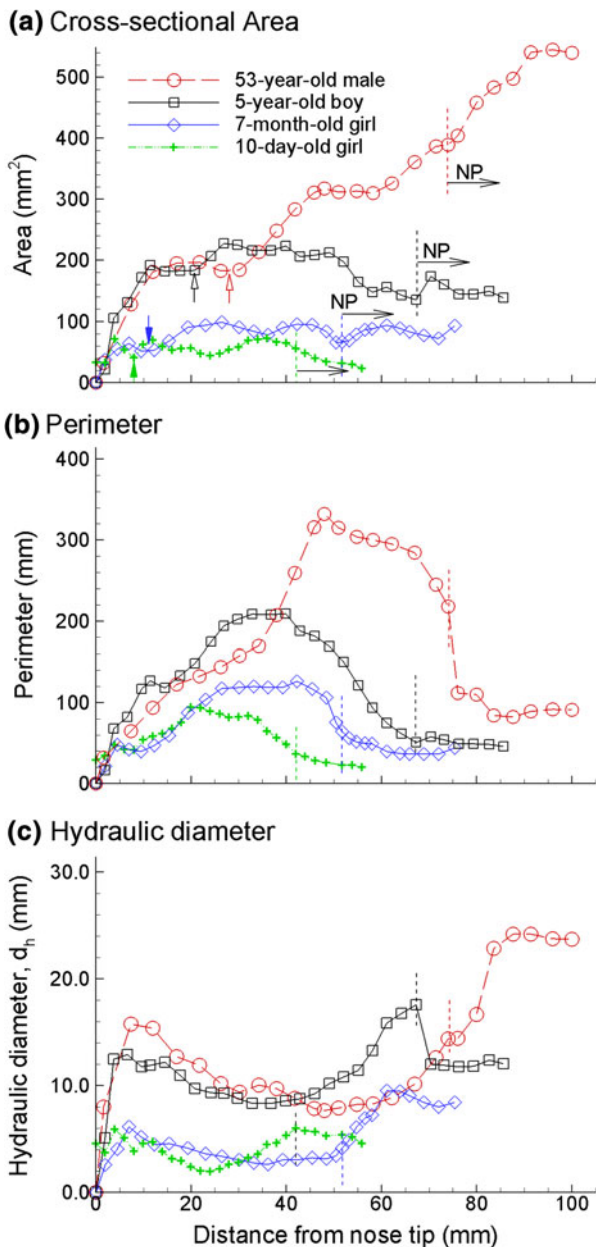 (a) Cross-sectional Area
500
400
300
200
100
0
Area (mm²)
53-year-old male
5-year-old boy
7-month-old girl
10-day-old girl
NP
NP
NP
(b) Perimeter
400
300
200
100
0
Perimeter (mm)
(c) Hydraulic diameter
30.0
20.0
10.0
0.0
Hydraulic diameter, d_h (mm)
0 20 40 60 80 100
Distance from nose tip (mm)